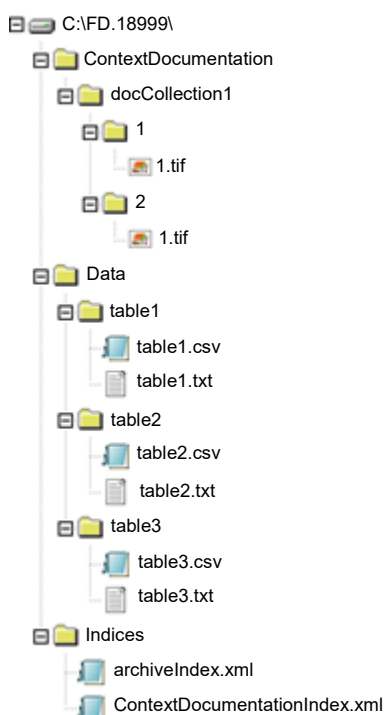 C:\FD.18999\
ContextDocumentation
docCollection1
1
1.tif
2
1.tif
Data
table1
table1.csv
table1.txt
table2
table2.csv
table2.txt
table3
table3.csv
table3.txt
Indices
archiveIndex.xml
ContextDocumentationIndex.xml